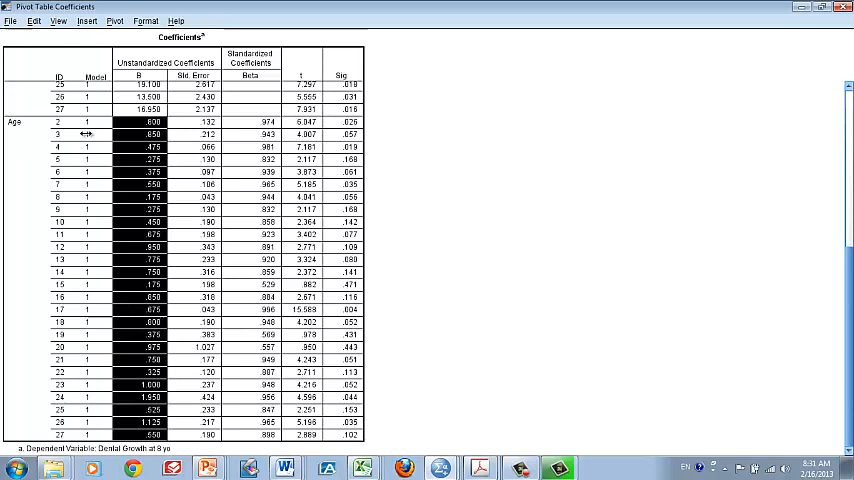 Pivot Table Coefficients
File Edit View Insert Pivot Format Help
Coefficientsa
Unstandardized Coefficients Standardized Coefficients
ID Model B Std. Error Beta t Sig
25 1 19.100 2.617 7.297 .018
26 1 13.500 2.430 5.555 .031
27 1 16.950 2.137 7.931 .016
Age 2 1 .800 .132 .974 6.047 .026
3 .850 .212 .943 4.007 .057
4 1 .475 .066 .981 7.181 .019
5 1 .275 .130 .832 2.117 .168
6 1 .375 .097 .939 3.873 .061
7 1 .550 .106 .965 5.185 .035
8 1 .175 .043 .944 4.041 .056
9 1 .275 .130 .832 2.117 .168
10 1 .450 .190 .858 2.364 .142
11 1 .675 .198 .923 3.402 .077
12 1 .950 .343 .891 2.771 .109
13 1 .775 .233 .920 3.324 .080
14 1 .750 .316 .859 2.372 .141
15 1 .175 .198 .529 .882 .471
16 1 .850 .318 .884 2.671 .116
17 1 .675 .043 .996 15.588 .004
18 1 .800 .190 .948 4.202 .052
19 1 .375 .383 .569 .978 .431
20 1 .975 1.027 .557 .950 .443
21 1 .750 .177 .949 4.243 .051
22 1 .325 .120 .887 2.711 .113
23 1 1.000 .237 .948 4.216 .052
24 1 1.950 .424 .956 4.596 .044
25 1 .525 .233 .847 2.251 .153
26 1 1.125 .217 .965 5.196 .035
27 1 .550 .190 .898 2.889 .102
a. Dependent Variable: Denial Growth at 8 yo
EN 8:31 AM
2/16/2013